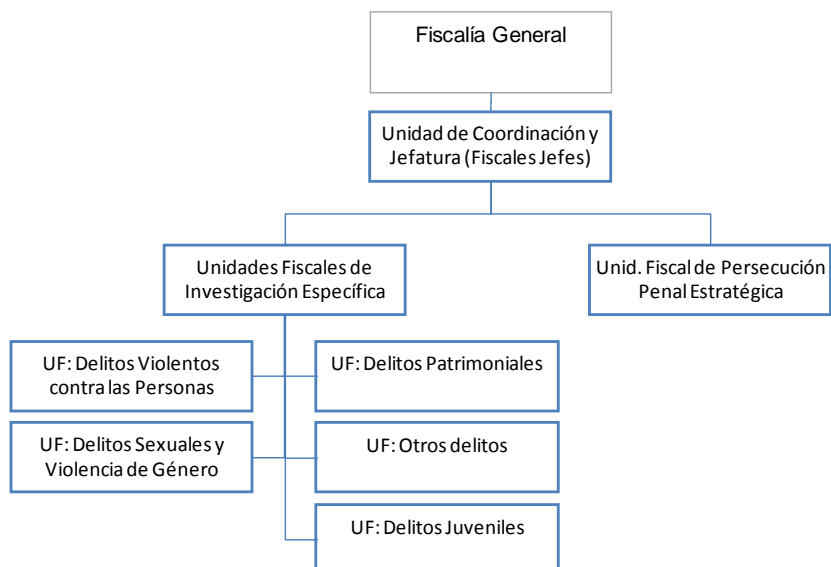 Fiscalía General
Unidad de Coordinación y
Jefatura (Fiscales Jefes)
Unidades Fiscales de
Investigación Específica
Unid. Fiscal de Persecución
Penal Estratégica
UF: Delitos Violentos
contra las Personas
UF: Delitos Patrimoniales
UF: Delitos Sexuales y
Violencia de Género
UF: Otros delitos
UF: Delitos Juveniles